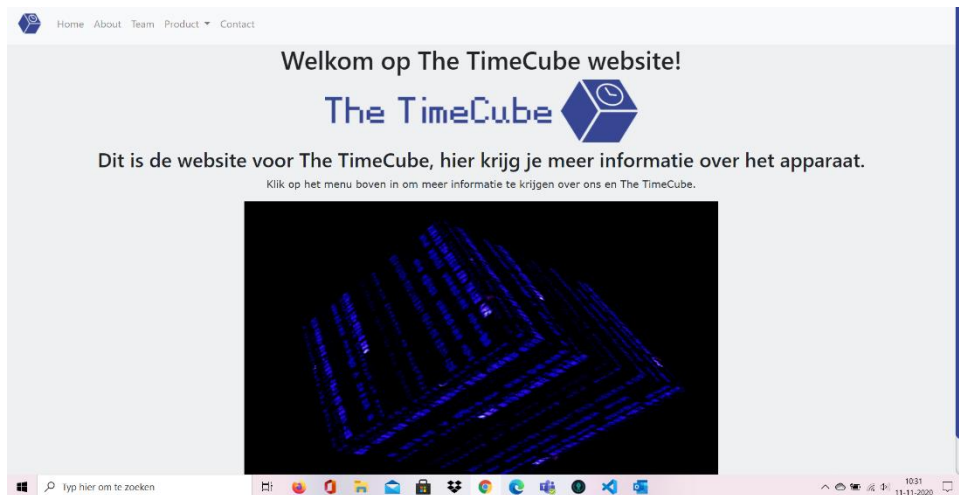 Home About Team Product Contact
Welkom op The TimeCube website!
The TimeCube
Dit is de website voor The TimeCube, hier krijg je meer informatie over het apparaat.
Klik op het menu boven in om meer informatie te krijgen over ons en The TimeCube.
Typ hier om te zoeken
10:31
11-11-2020